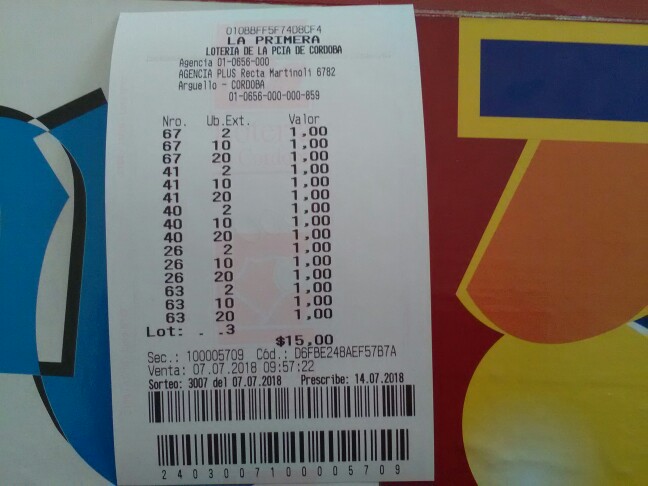 010BBFF5F74D8CF4
LA PRIMERA
LOTERIA DE LA PCIA DE CORDOBA
Agencia 01-0656-000
AGENCIA PLUS Recta Martinoli 6782
Arguello - CORDOBA
01-0656-000-000-859
Nro. Ub.Ext. Valor
67 2 1,00
67 10 1,00
67 20 1,00
41 2 1,00
41 10 1,00
41 20 1,00
40 2 1,00
40 10 1,00
40 20 1,00
26 2 1,00
26 10 1,00
26 20 1,00
63 2 1,00
63 10 1,00
63 20 1,00
Lot: . .3
$15,00
Sec.: 100005709 Cód.: D6FBE24BAEF57B7A
Venta: 07.07.2018 09:57:22
Sorteo: 3007 del 07.07.2018 Prescribe: 14.07.2018
2403007100005709